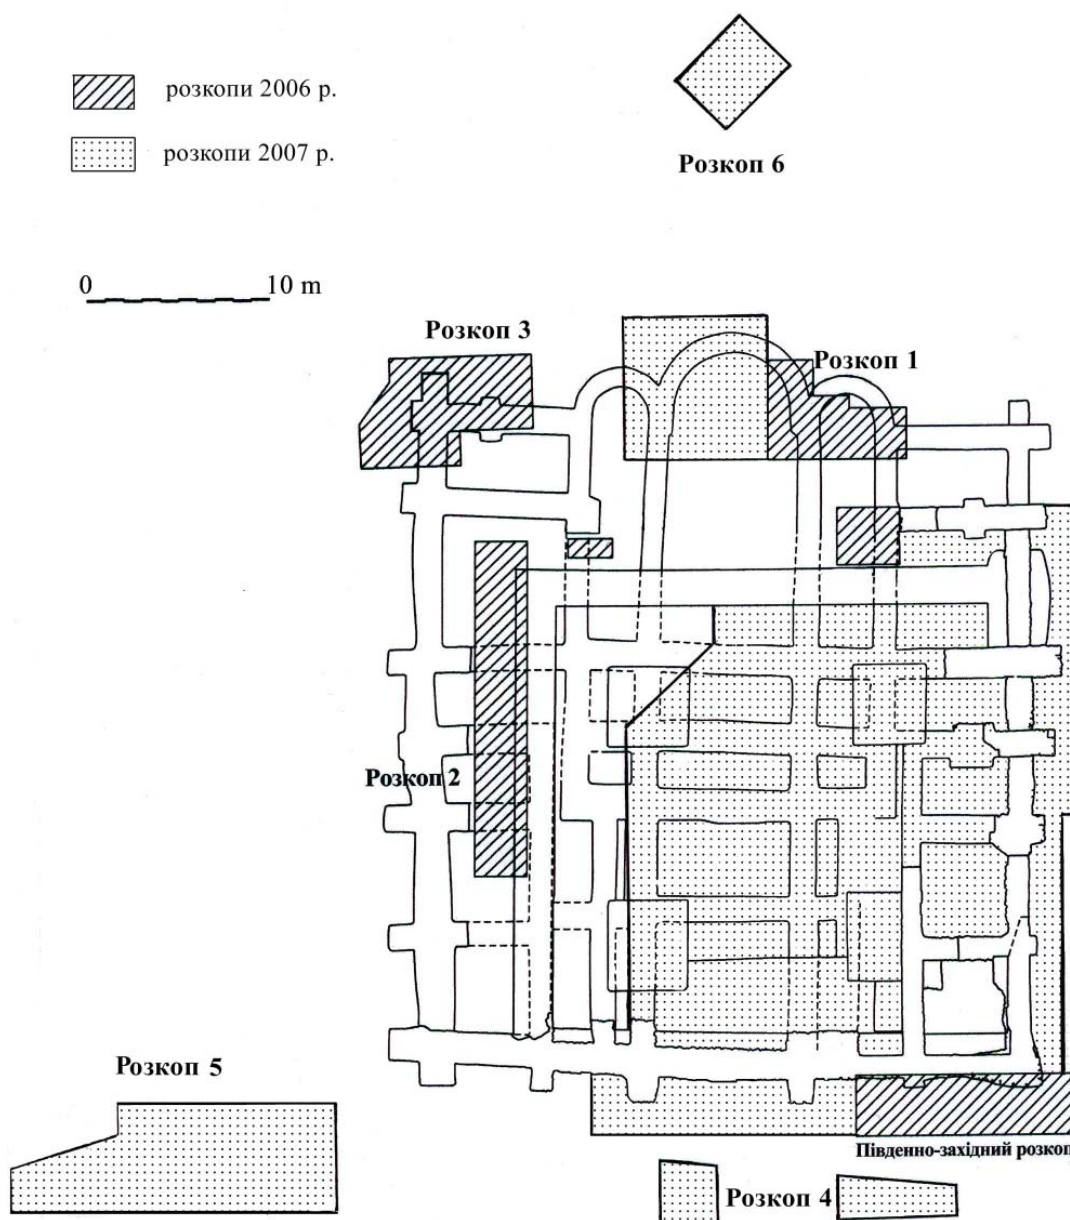 розкопи 2006 р.
розкопи 2007 р.
Розкоп 6
0 10 m
Розкоп 3
Розкоп 1
Розкоп 2
Розкоп 5
Південно-західний розкоп
Розкоп 4